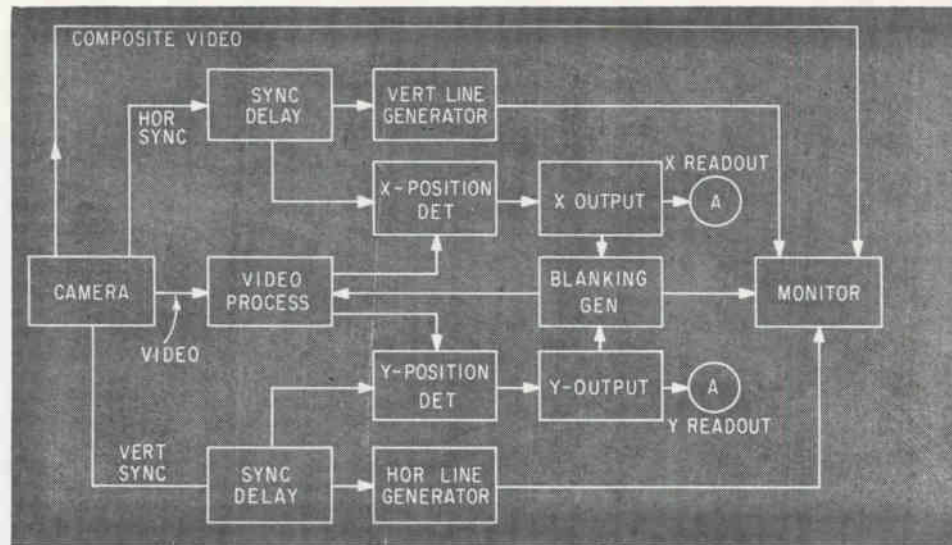 COMPOSITE VIDEO
HOR
SYNC
SYNC
DELAY
VERT LINE
GENERATOR
X-POSITION
DET
X OUTPUT
X READOUT
A
CAMERA
VIDEO
VIDEO
PROCESS
BLANKING
GEN
MONITOR
Y-POSITION
DET
Y-OUTPUT
A
Y READOUT
VERT
SYNC
SYNC
DELAY
HOR LINE
GENERATOR